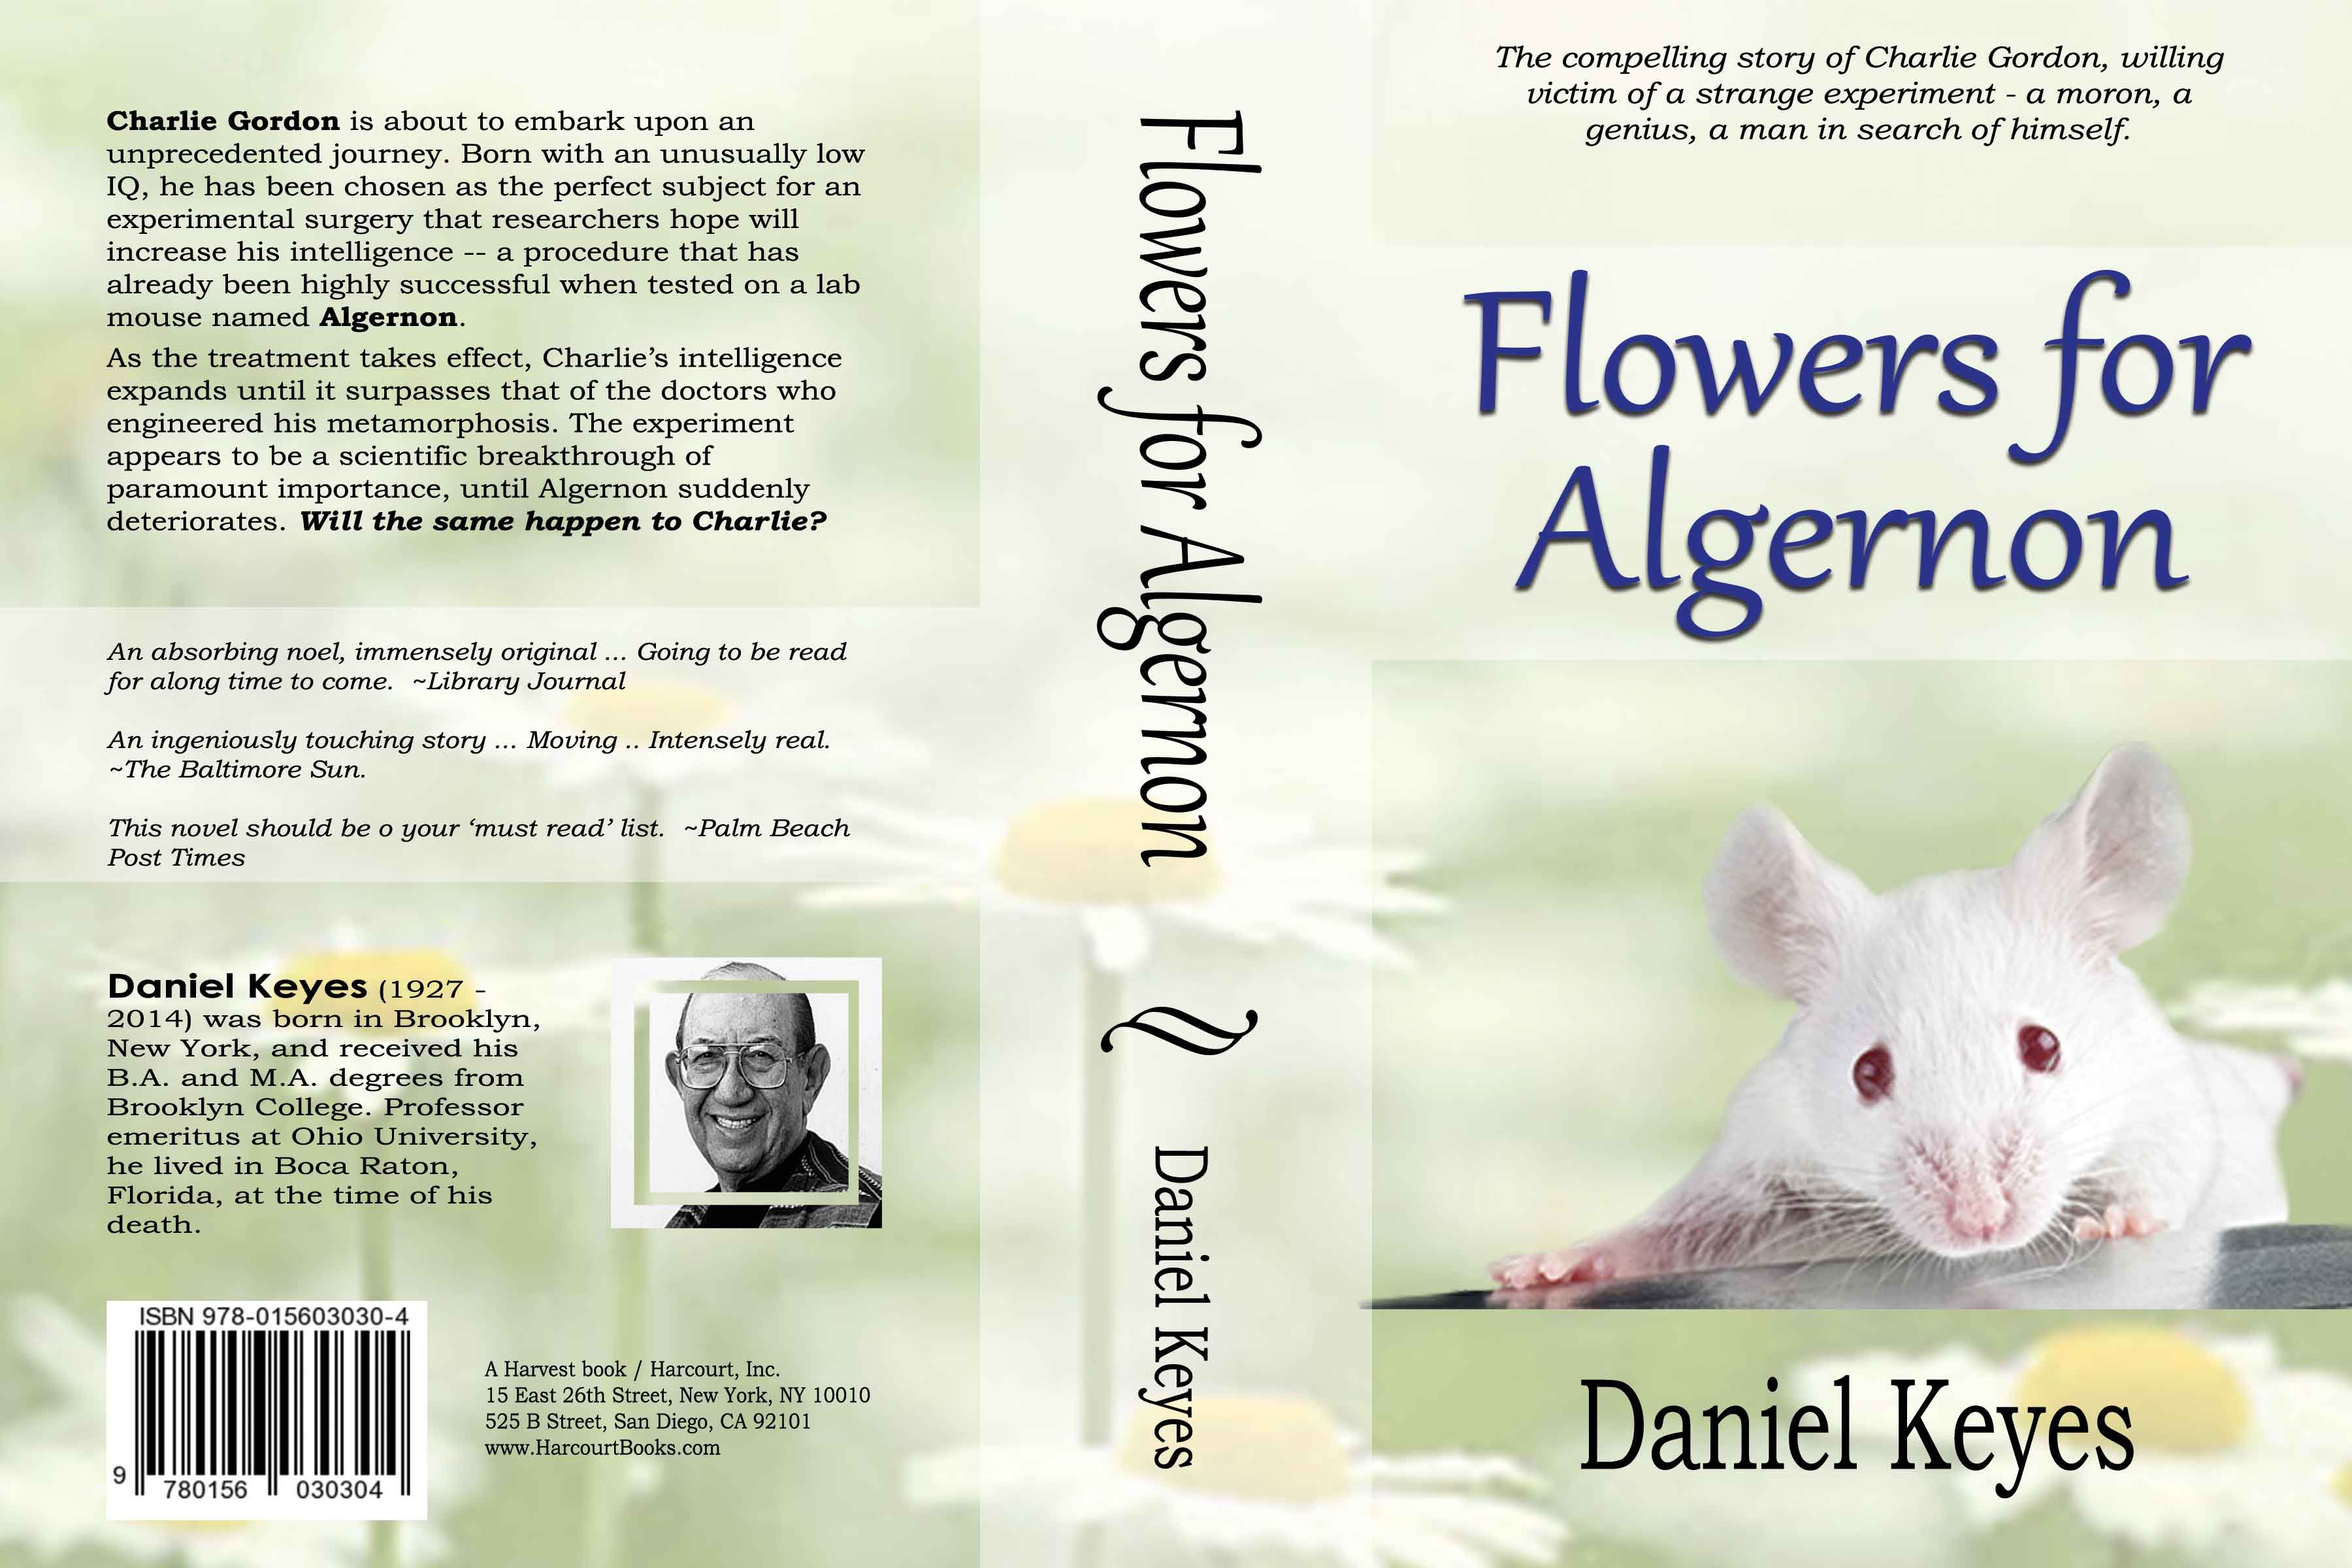 Charlie Gordon is about to embark upon an
unprecedented journey. Born with an unusually low
IQ, he has been chosen as the perfect subject for an
experimental surgery that researchers hope will
increase his intelligence -- a procedure that has
already been highly successful when tested on a lab
mouse named Algernon.
As the treatment takes effect, Charlie’s intelligence
expands until it surpasses that of the doctors who
engineered his metamorphosis. The experiment
appears to be a scientific breakthrough of
paramount importance, until Algernon suddenly
deteriorates. Will the same happen to Charlie?
An absorbing noel, immensely original ... Going to be read
for along time to come. ~Library Journal
An ingeniously touching story ... Moving .. Intensely real.
~The Baltimore Sun.
This novel should be o your ‘must read’ list. ~Palm Beach
Post Times
Daniel Keyes (1927 -
2014) was born in Brooklyn,
New York, and received his
B.A. and M.A. degrees from
Brooklyn College. Professor
emeritus at Ohio University,
he lived in Boca Raton,
Florida, at the time of his
death.
ISBN 978-015603030-4
9 780156 030304
A Harvest book / Harcourt, Inc.
15 East 26th Street, New York, NY 10010
525 B Street, San Diego, CA 92101
www.HarcourtBooks.com
Flowers for Algernon
Daniel Keyes
The compelling story of Charlie Gordon, willing
victim of a strange experiment - a moron, a
genius, a man in search of himself.
Flowers for
Algernon
Daniel Keyes